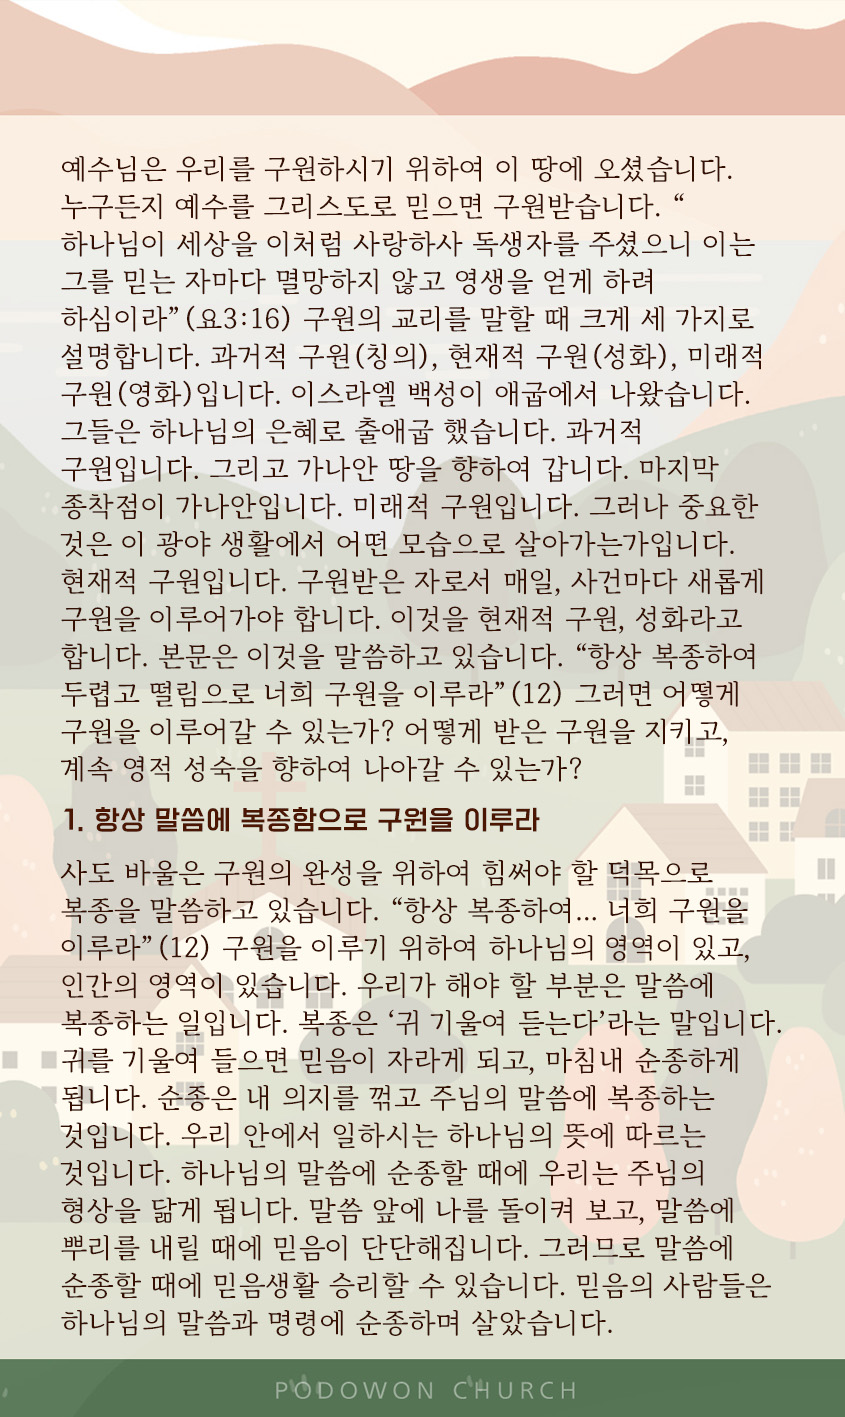 예수님은 우리를 구원하시기 위하여 이 땅에 오셨습니다.
누구든지 예수를 그리스도로 믿으면 구원받습니다. “
하나님이 세상을 이처럼 사랑하사 독생자를 주셨으니 이는
그를 믿는 자마다 멸망하지 않고 영생을 얻게 하려
하심이라”(요3:16) 구원의 교리를 말할 때 크게 세 가지로
설명합니다. 과거적 구원(칭의), 현재적 구원(성화), 미래적
구원(영화)입니다. 이스라엘 백성이 애굽에서 나왔습니다.
그들은 하나님의 은혜로 출애굽 했습니다. 과거적
구원입니다. 그리고 가나안 땅을 향하여 갑니다. 마지막
종착점이 가나안입니다. 미래적 구원입니다. 그러나 중요한
것은 이 광야 생활에서 어떤 모습으로 살아가는가입니다.
현재적 구원입니다. 구원받은 자로서 매일, 사건마다 새롭게
구원을 이루어가야 합니다. 이것을 현재적 구원, 성화라고
합니다. 본문은 이것을 말씀하고 있습니다. “항상 복종하여
두렵고 떨림으로 너희 구원을 이루라”(12) 그러면 어떻게
구원을 이루어갈 수 있는가? 어떻게 받은 구원을 지키고,
계속 영적 성숙을 향하여 나아갈 수 있는가?
1. 항상 말씀에 복종함으로 구원을 이루라
사도 바울은 구원의 완성을 위하여 힘써야 할 덕목으로
복종을 말씀하고 있습니다. “항상 복종하여... 너희 구원을
이루라”(12) 구원을 이루기 위하여 하나님의 영역이 있고,
인간의 영역이 있습니다. 우리가 해야 할 부분은 말씀에
복종하는 일입니다. 복종은 ‘귀 기울여 듣는다’라는 말입니다.
귀를 기울여 들으면 믿음이 자라게 되고, 마침내 순종하게
됩니다. 순종은 내 의지를 꺾고 주님의 말씀에 복종하는
것입니다. 우리 안에서 일하시는 하나님의 뜻에 따르는
것입니다. 하나님의 말씀에 순종할 때에 우리는 주님의
형상을 닮게 됩니다. 말씀 앞에 나를 돌이켜 보고, 말씀에
뿌리를 내릴 때에 믿음이 단단해집니다. 그러므로 말씀에
순종할 때에 믿음생활 승리할 수 있습니다. 믿음의 사람들은
하나님의 말씀과 명령에 순종하며 살았습니다.
PODOWON CHURCH